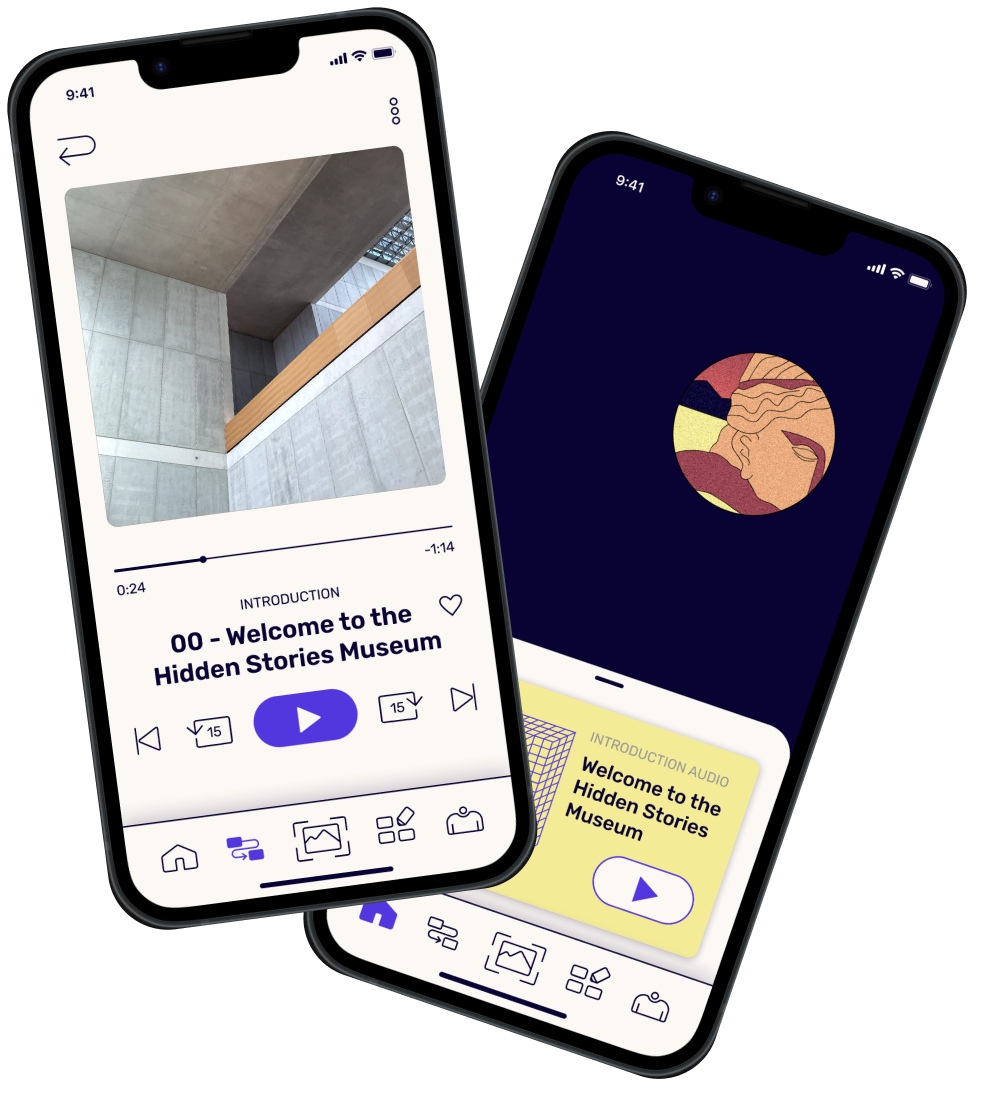 9:41
0:24
-1:14
INTRODUCTION
00 - Welcome to the
Hidden Stories Museum
15
15
9:41
INTRODUCTION AUDIO
Welcome to the
Hidden Stories
Museum